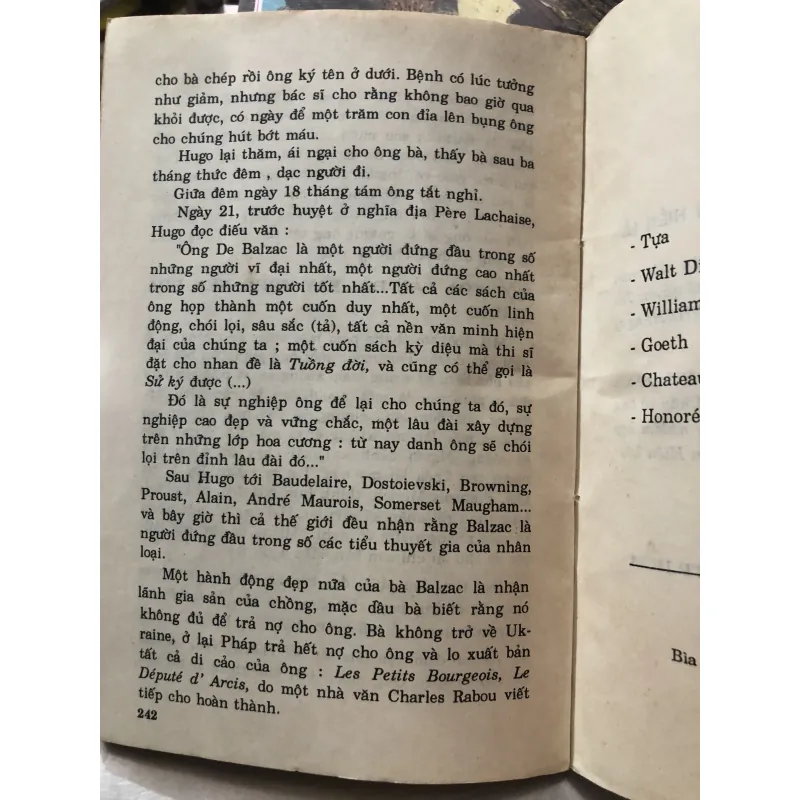 cho bà chép rồi ông ký tên ở dưới. Bệnh có lúc tưởng
như giảm, nhưng bác sĩ cho rằng không bao giờ qua
khỏi được, có ngày để một trăm con đỉa lên bụng ông
cho chúng hút bớt máu.
Hugo lại thăm, ái ngại cho ông bà, thấy bà sau ba
tháng thức đêm , dạc người đi.
Giữa đêm ngày 18 tháng tám ông tắt nghỉ.
Ngày 21, trước huyệt ở nghĩa địa Père Lachaise,
Hugo đọc điếu văn :
"Ông De Balzac là một người đứng đầu trong số
những người vĩ đại nhất, một người đứng cao nhất
trong số những người tốt nhất...Tất cả các sách của
ông họp thành một cuốn duy nhất, một cuốn linh
động, chói lọi, sâu sắc (tả), tất cả nền văn minh hiện
đại của chúng ta ; một cuốn sách kỳ diệu mà thi sĩ
đặt cho nhan đề là Tuồng đời, và cũng có thể gọi là
Sử ký được (...)
Đó là sự nghiệp ông để lại cho chúng ta đó, sự
nghiệp cao đẹp và vững chắc, một lâu đài xây dựng
trên những lớp hoa cương : từ nay danh ông sẽ chói
lọi trên đỉnh lâu đài đó..."
Sau Hugo tới Baudelaire, Dostoievski, Browning,
Proust, Alain, André Maurois, Somerset Maugham...
và bây giờ thì cả thế giới đều nhận rằng Balzac là
người đứng đầu trong số các tiểu thuyết gia của nhân
loại.
Một hành động đẹp nữa của bà Balzac là nhận
lãnh gia sản của chồng, mặc dầu bà biết rằng nó
không đủ để trả nợ cho ông. Bà không trở về Uk-
raine, ở lại Pháp trả hết nợ cho ông và lo xuất bản
tất cả di cảo của ông : Les Petits Bourgeois, Le
Député d' Arcis, do một nhà văn Charles Rabou viết
tiếp cho hoàn thành.
242
- Tựa
- Walt Di
- William
- Goeth
- Chateau
- Honoré
Bìa